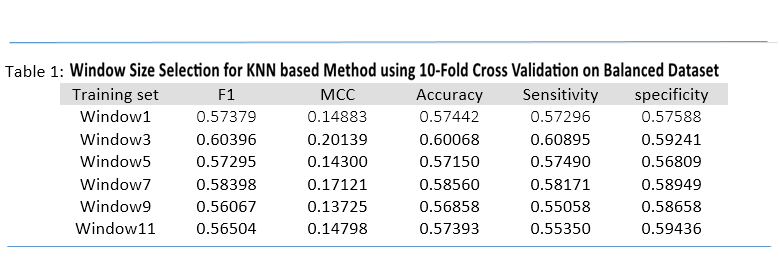 Table 1: Window Size Selection for KNN based Method using 10-Fold Cross Validation on Balanced Dataset
Training set F1 MCC Accuracy Sensitivity specificity
Window1 0.57379 0.14883 0.57442 0.57296 0.57588
Window3 0.60396 0.20139 0.60068 0.60895 0.59241
Window5 0.57295 0.14300 0.57150 0.57490 0.56809
Window7 0.58398 0.17121 0.58560 0.58171 0.58949
Window9 0.56067 0.13725 0.56858 0.55058 0.58658
Window11 0.56504 0.14798 0.57393 0.55350 0.59436